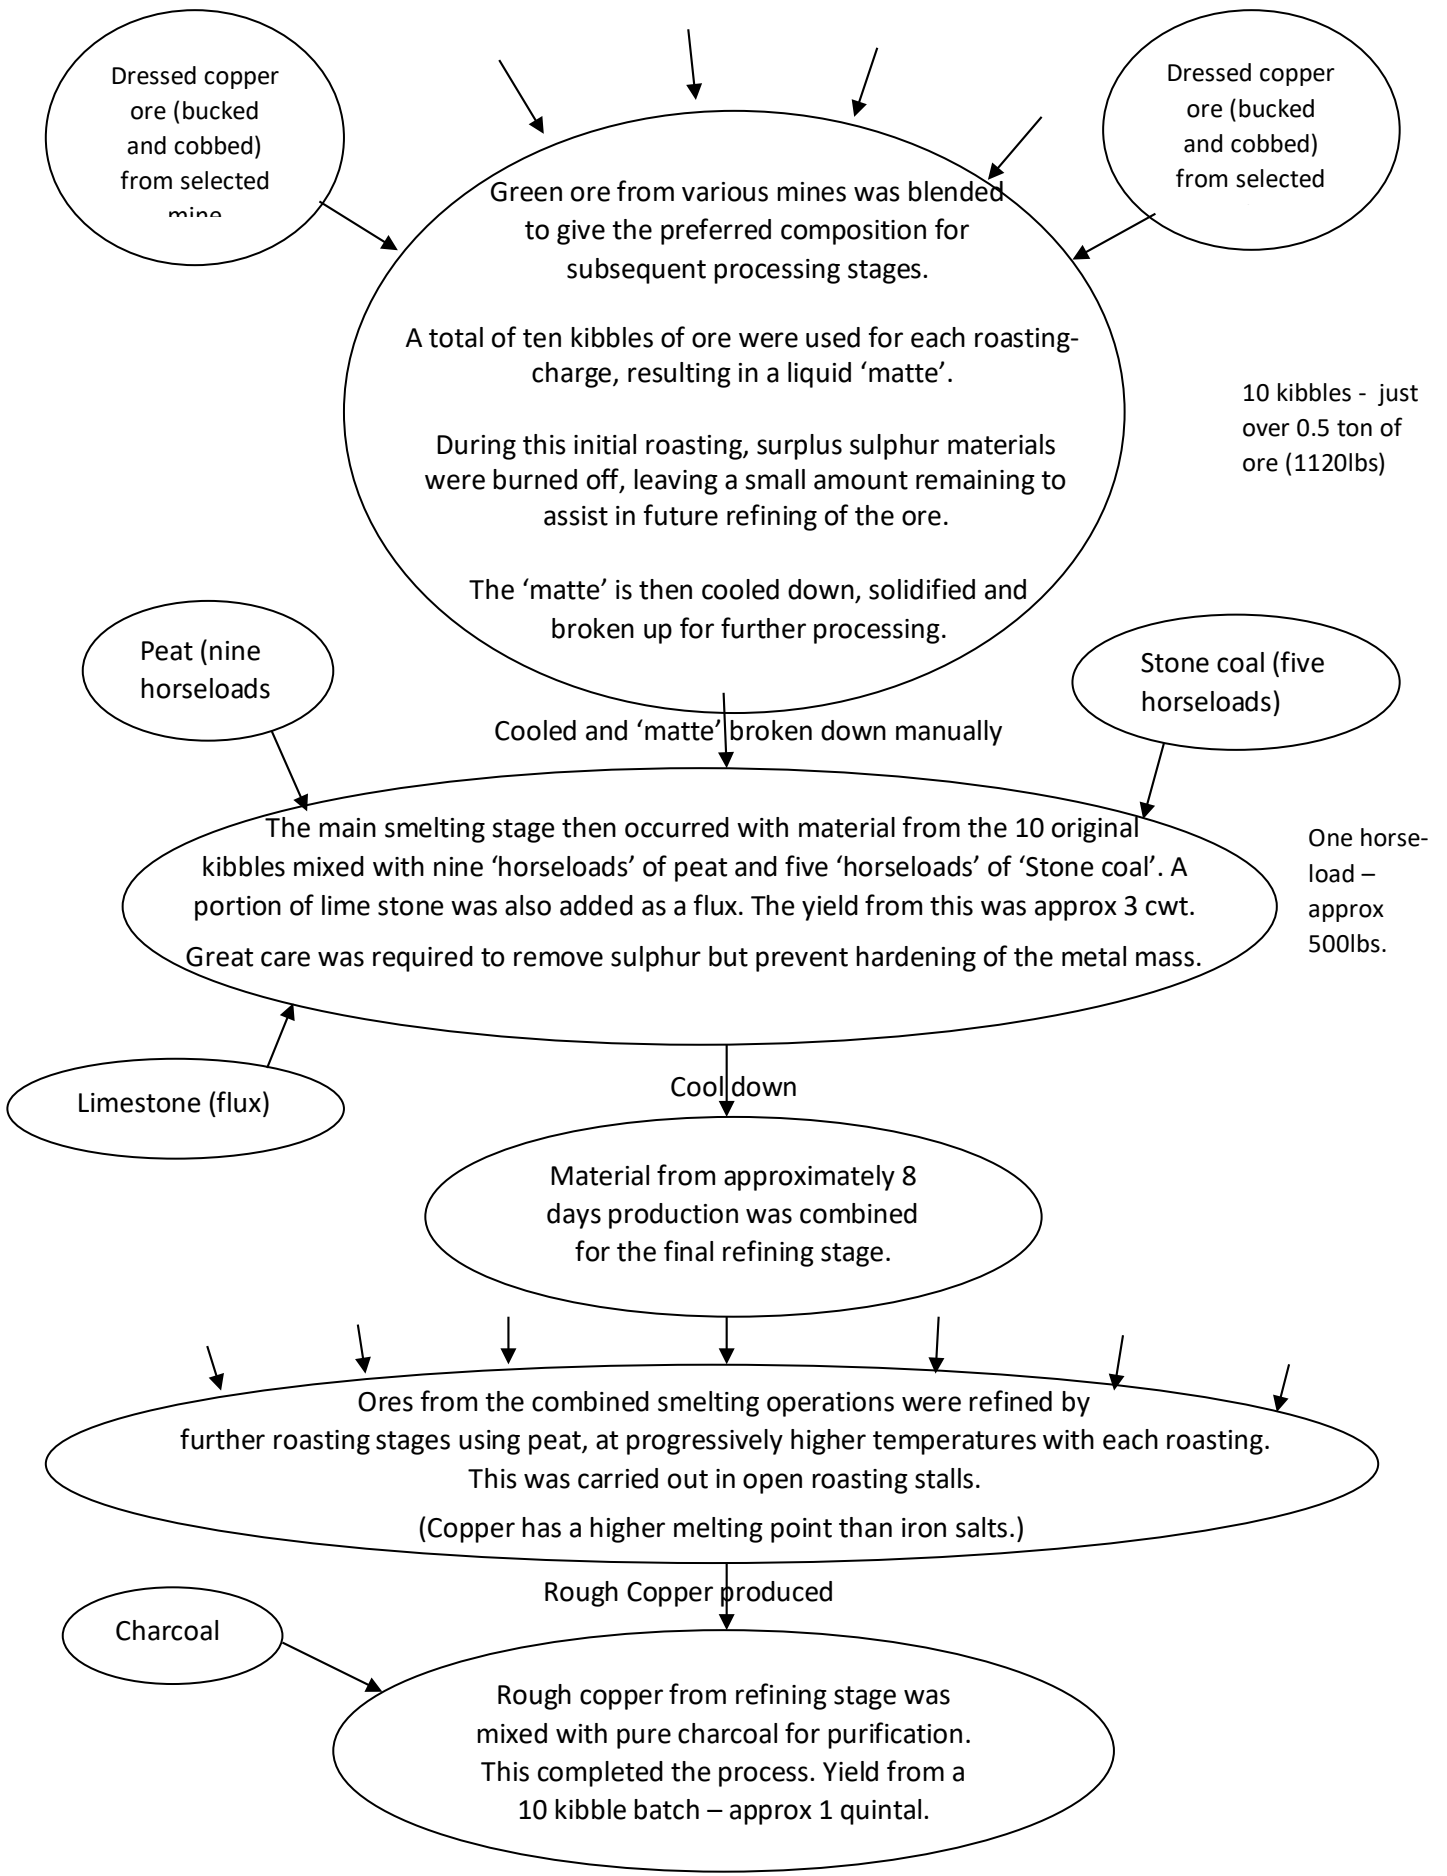 Dressed copper
ore (bucked
and cobbed)
from selected
mine
Dressed copper
ore (bucked
and cobbed)
from selected
Green ore from various mines was blended
to give the preferred composition for
subsequent processing stages.
A total of ten kibbles of ore were used for each roasting-
charge, resulting in a liquid ‘matte’.
During this initial roasting, surplus sulphur materials
were burned off, leaving a small amount remaining to
assist in future refining of the ore.
The ‘matte’ is then cooled down, solidified and
broken up for further processing.
10 kibbles - just
over 0.5 ton of
ore (1120lbs)
Peat (nine
horseloads
Stone coal (five
horseloads)
Cooled and ‘matte’ broken down manually
The main smelting stage then occurred with material from the 10 original
kibbles mixed with nine ‘horseloads’ of peat and five ‘horseloads’ of ‘Stone coal’. A
portion of lime stone was also added as a flux. The yield from this was approx 3 cwt.
Great care was required to remove sulphur but prevent hardening of the metal mass.
One horse-
load –
approx
500lbs.
Limestone (flux)
Cool down
Material from approximately 8
days production was combined
for the final refining stage.
Ores from the combined smelting operations were refined by
further roasting stages using peat, at progressively higher temperatures with each roasting.
This was carried out in open roasting stalls.
(Copper has a higher melting point than iron salts.)
Rough Copper produced
Charcoal
Rough copper from refining stage was
mixed with pure charcoal for purification.
This completed the process. Yield from a
10 kibble batch – approx 1 quintal.